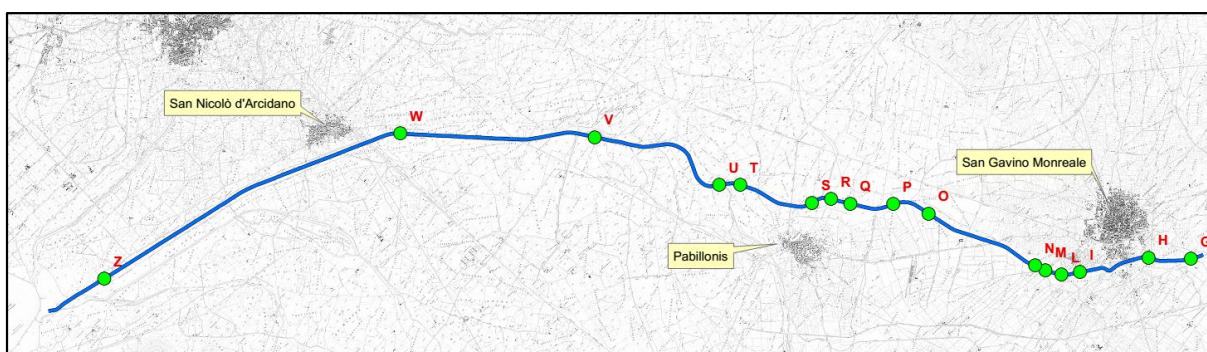 San Nicolò d'Arcidano
W
V
San Gavino Monreale
U T
S R Q P O
Pabillonis
Z
N M L I H G